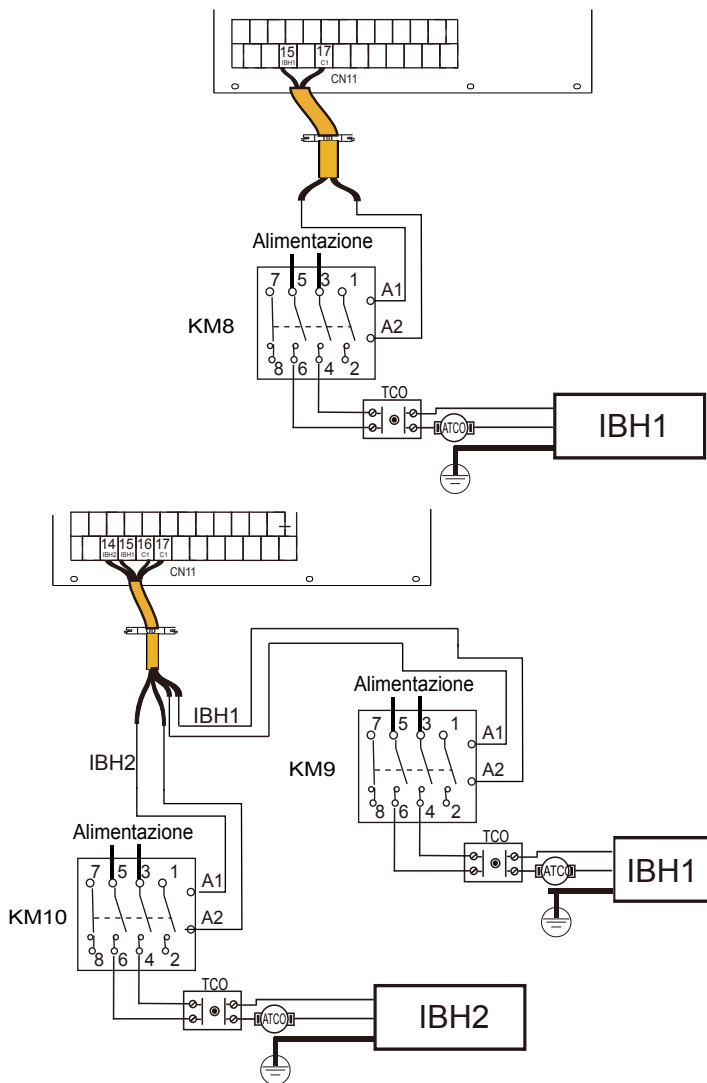 15 17
IBH1 C1
CN11
Alimentazione
7 5 3 1
A1
A2
KM8
8 6 4 2
TCO
ATCO
IBH1
14 15 16 17
IBH2 IBH1 C1 C1
CN11
IBH1
IBH2
Alimentazione
7 5 3 1
A1
A2
KM9
8 6 4 2
TCO
ATCO
IBH1
Alimentazione
7 5 3 1
A1
A2
KM10
8 6 4 2
TCO
ATCO
IBH2